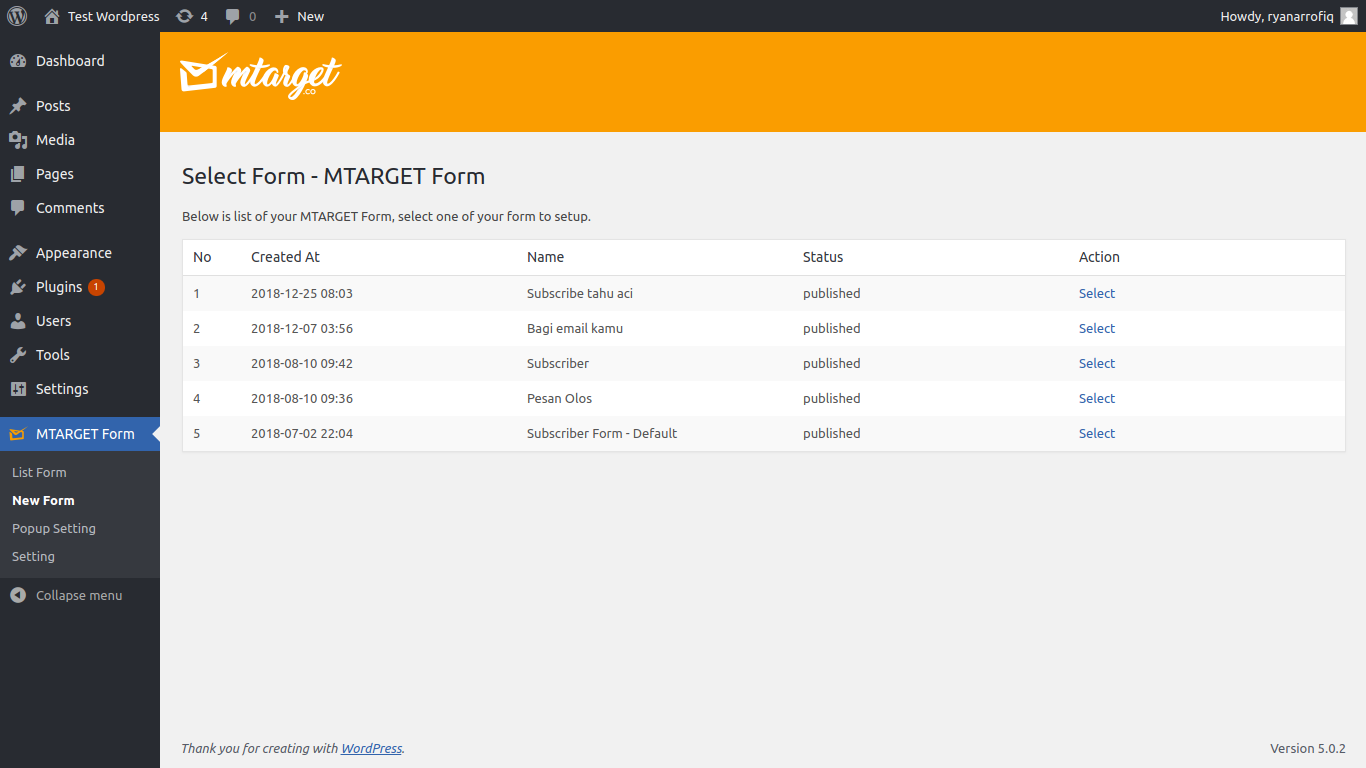 Test Wordpress 4 0 New Howdy, ryanarrofiq
Dashboard
Posts
Media
Pages
Comments
Appearance
Plugins 1
Users
Tools
Settings
MTARGET Form
List Form
New Form
Popup Setting
Setting
Collapse menu
mtarget
.co
Select Form - MTARGET Form
Below is list of your MTARGET Form, select one of your form to setup.
No Created At Name Status Action
1 2018-12-25 08:03 Subscribe tahu aci published Select
2 2018-12-07 03:56 Bagi email kamu published Select
3 2018-08-10 09:42 Subscriber published Select
4 2018-08-10 09:36 Pesan Olos published Select
5 2018-07-02 22:04 Subscriber Form - Default published Select
Thank you for creating with WordPress. Version 5.0.2